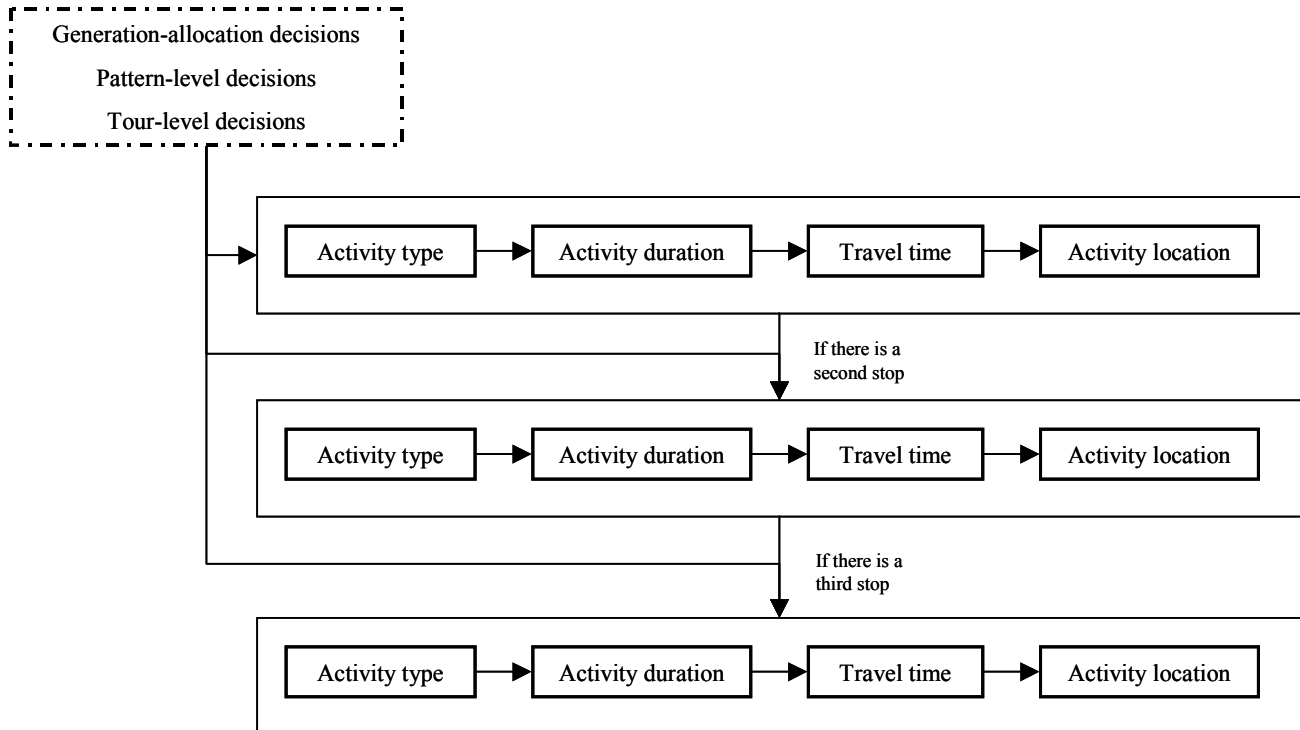 Generation-allocation decisions
Pattern-level decisions
Tour-level decisions
Activity type
Activity duration
Travel time
Activity location
If there is a
second stop
Activity type
Activity duration
Travel time
Activity location
If there is a
third stop
Activity type
Activity duration
Travel time
Activity location